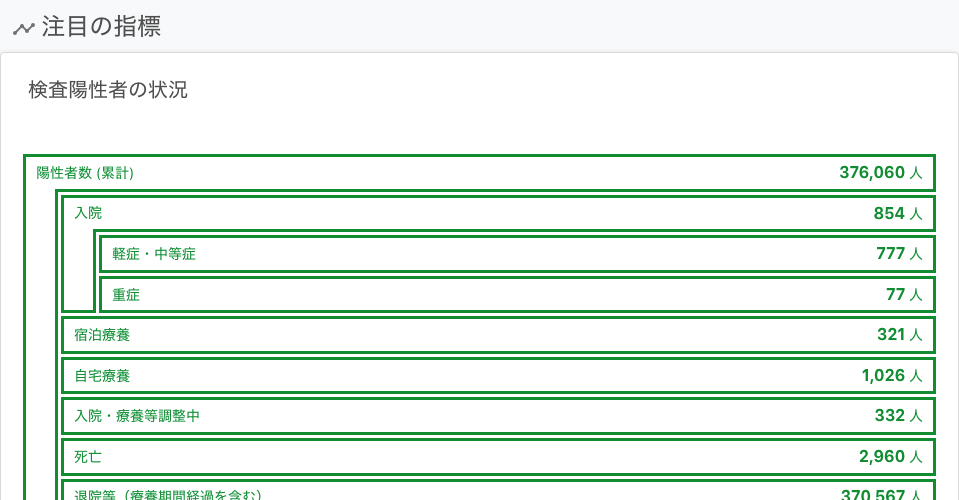 注目の指標
検査陽性者の状況
陽性者数 (累計) 376,060 人
入院 854 人
軽症・中等症 777 人
重症 77 人
宿泊療養 321 人
自宅療養 1,026 人
入院・療養等調整中 332 人
死亡 2,960 人
退院等（療養期間経過を含む） 370,567 人